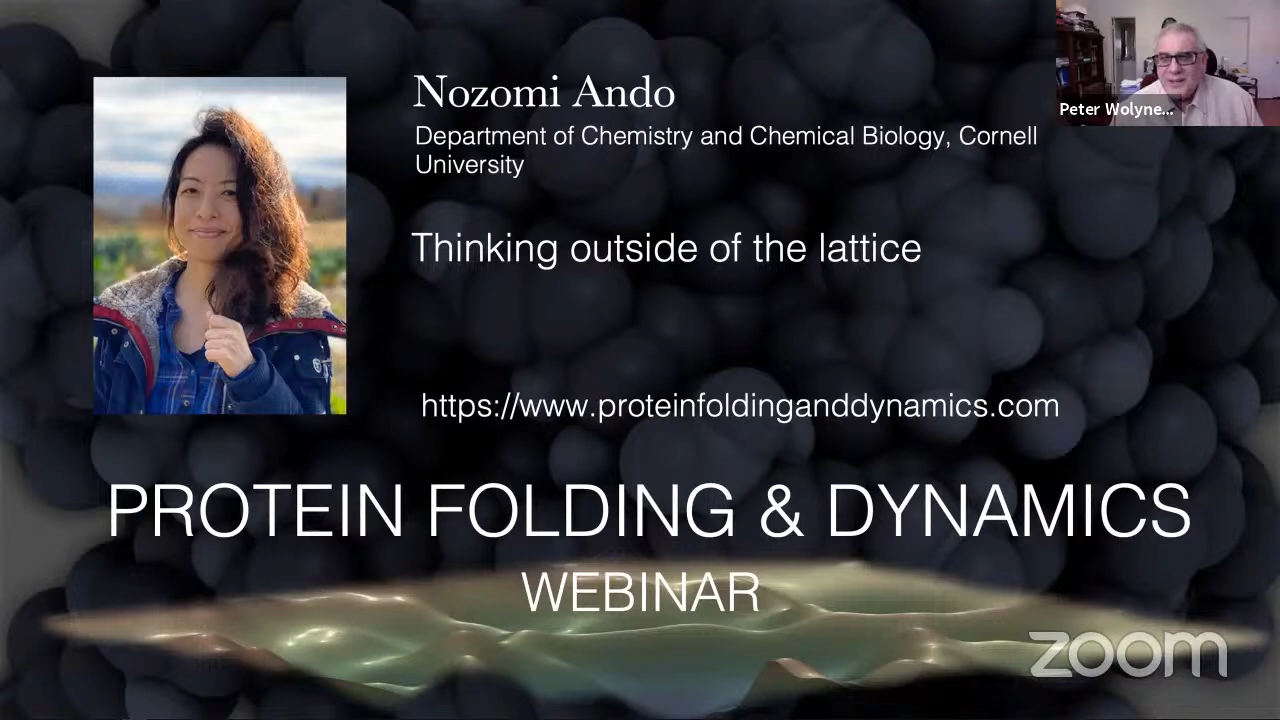 Nozomi Ando
Department of Chemistry and Chemical Biology, Cornell
University
Thinking outside of the lattice
https://www.proteinfoldinganddynamics.com
PROTEIN FOLDING & DYNAMICS
WEBINAR
Peter Wolyne...
zoom